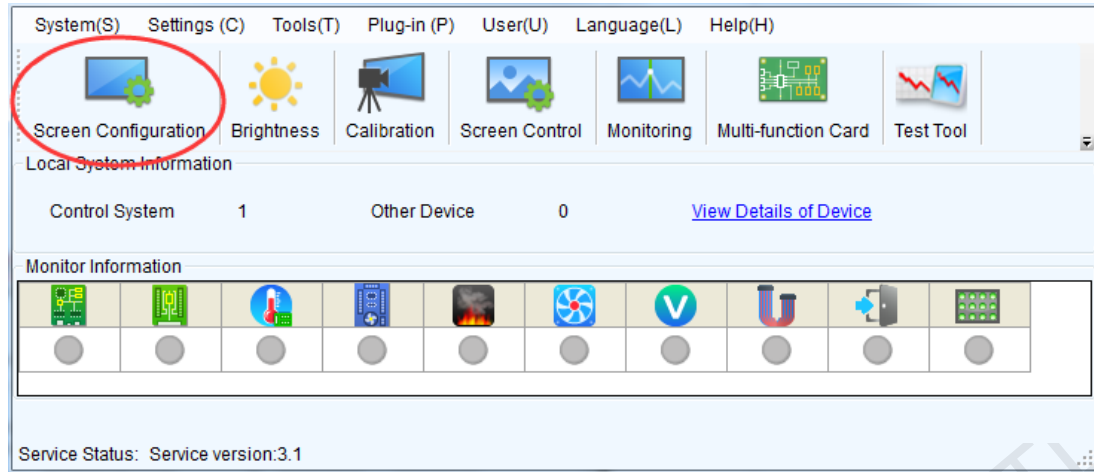 System(S) Settings (C) Tools(T) Plug-in (P) User(U) Language(L) Help(H)
Screen Configuration Brightness Calibration Screen Control Monitoring Multi-function Card Test Tool
Local System Information
Control System 1 Other Device 0 View Details of Device
Monitor Information
V
Service Status: Service version:3.1